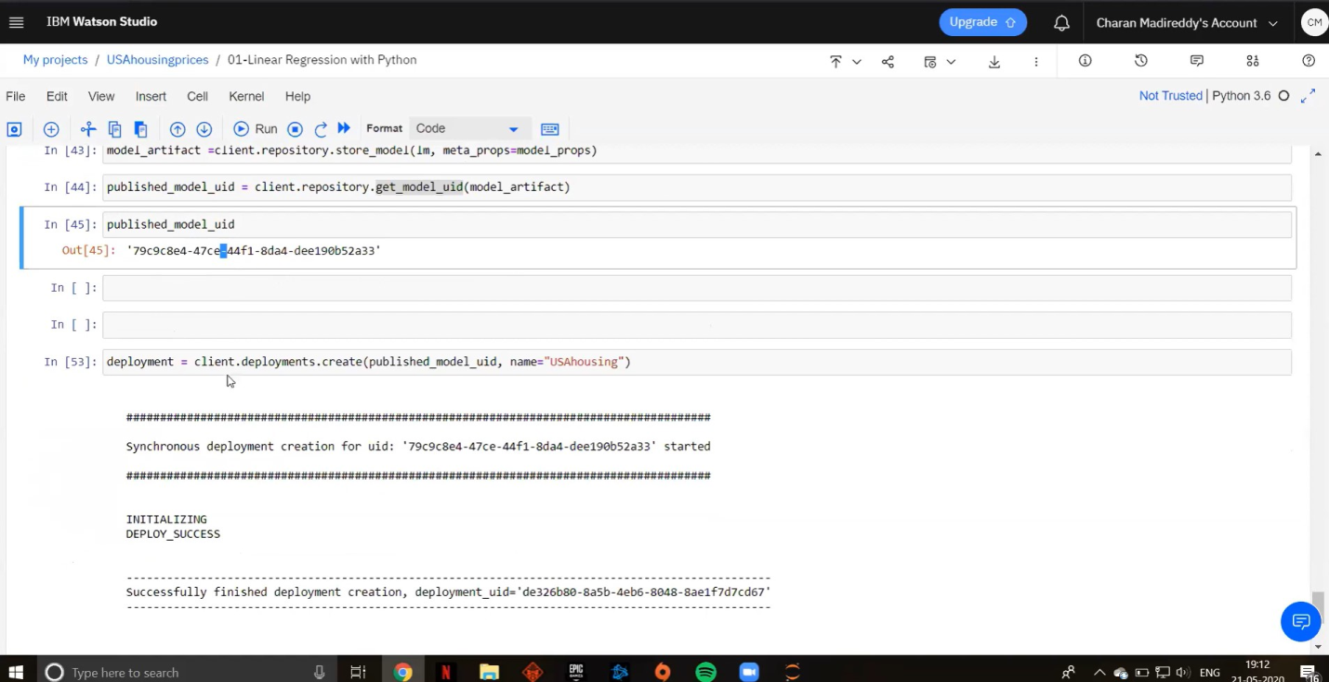 IBM Watson Studio
Upgrade
Charan Madireddy's Account
CM
My projects / USAhousingprices / 01-Linear Regression with Python
File Edit View Insert Cell Kernel Help
Not Trusted | Python 3.6
Run
Format
Code
In [43]: model_artifact =client.repository.store_model(lm, meta_props=model_props)
In [44]: published_model_uid = client.repository.get_model_uid(model_artifact)
In [45]: published_model_uid
Out[45]: '79c9c8e4-47ce-44f1-8da4-dee190b52a33'
In [ ]:
In [ ]:
In [53]: deployment = client.deployments.create(published_model_uid, name="USAhousing")
#######################################################################################
Synchronous deployment creation for uid: '79c9c8e4-47ce-44f1-8da4-dee190b52a33' started
#######################################################################################
INITIALIZING
DEPLOY_SUCCESS
------------------------------------------------------------------------------------------------
Successfully finished deployment creation, deployment_uid='de326b80-8a5b-4eb6-8048-8ae1f7d7cd67'
------------------------------------------------------------------------------------------------
Type here to search
EPIC
ENG
19:12
21-05-2020
16